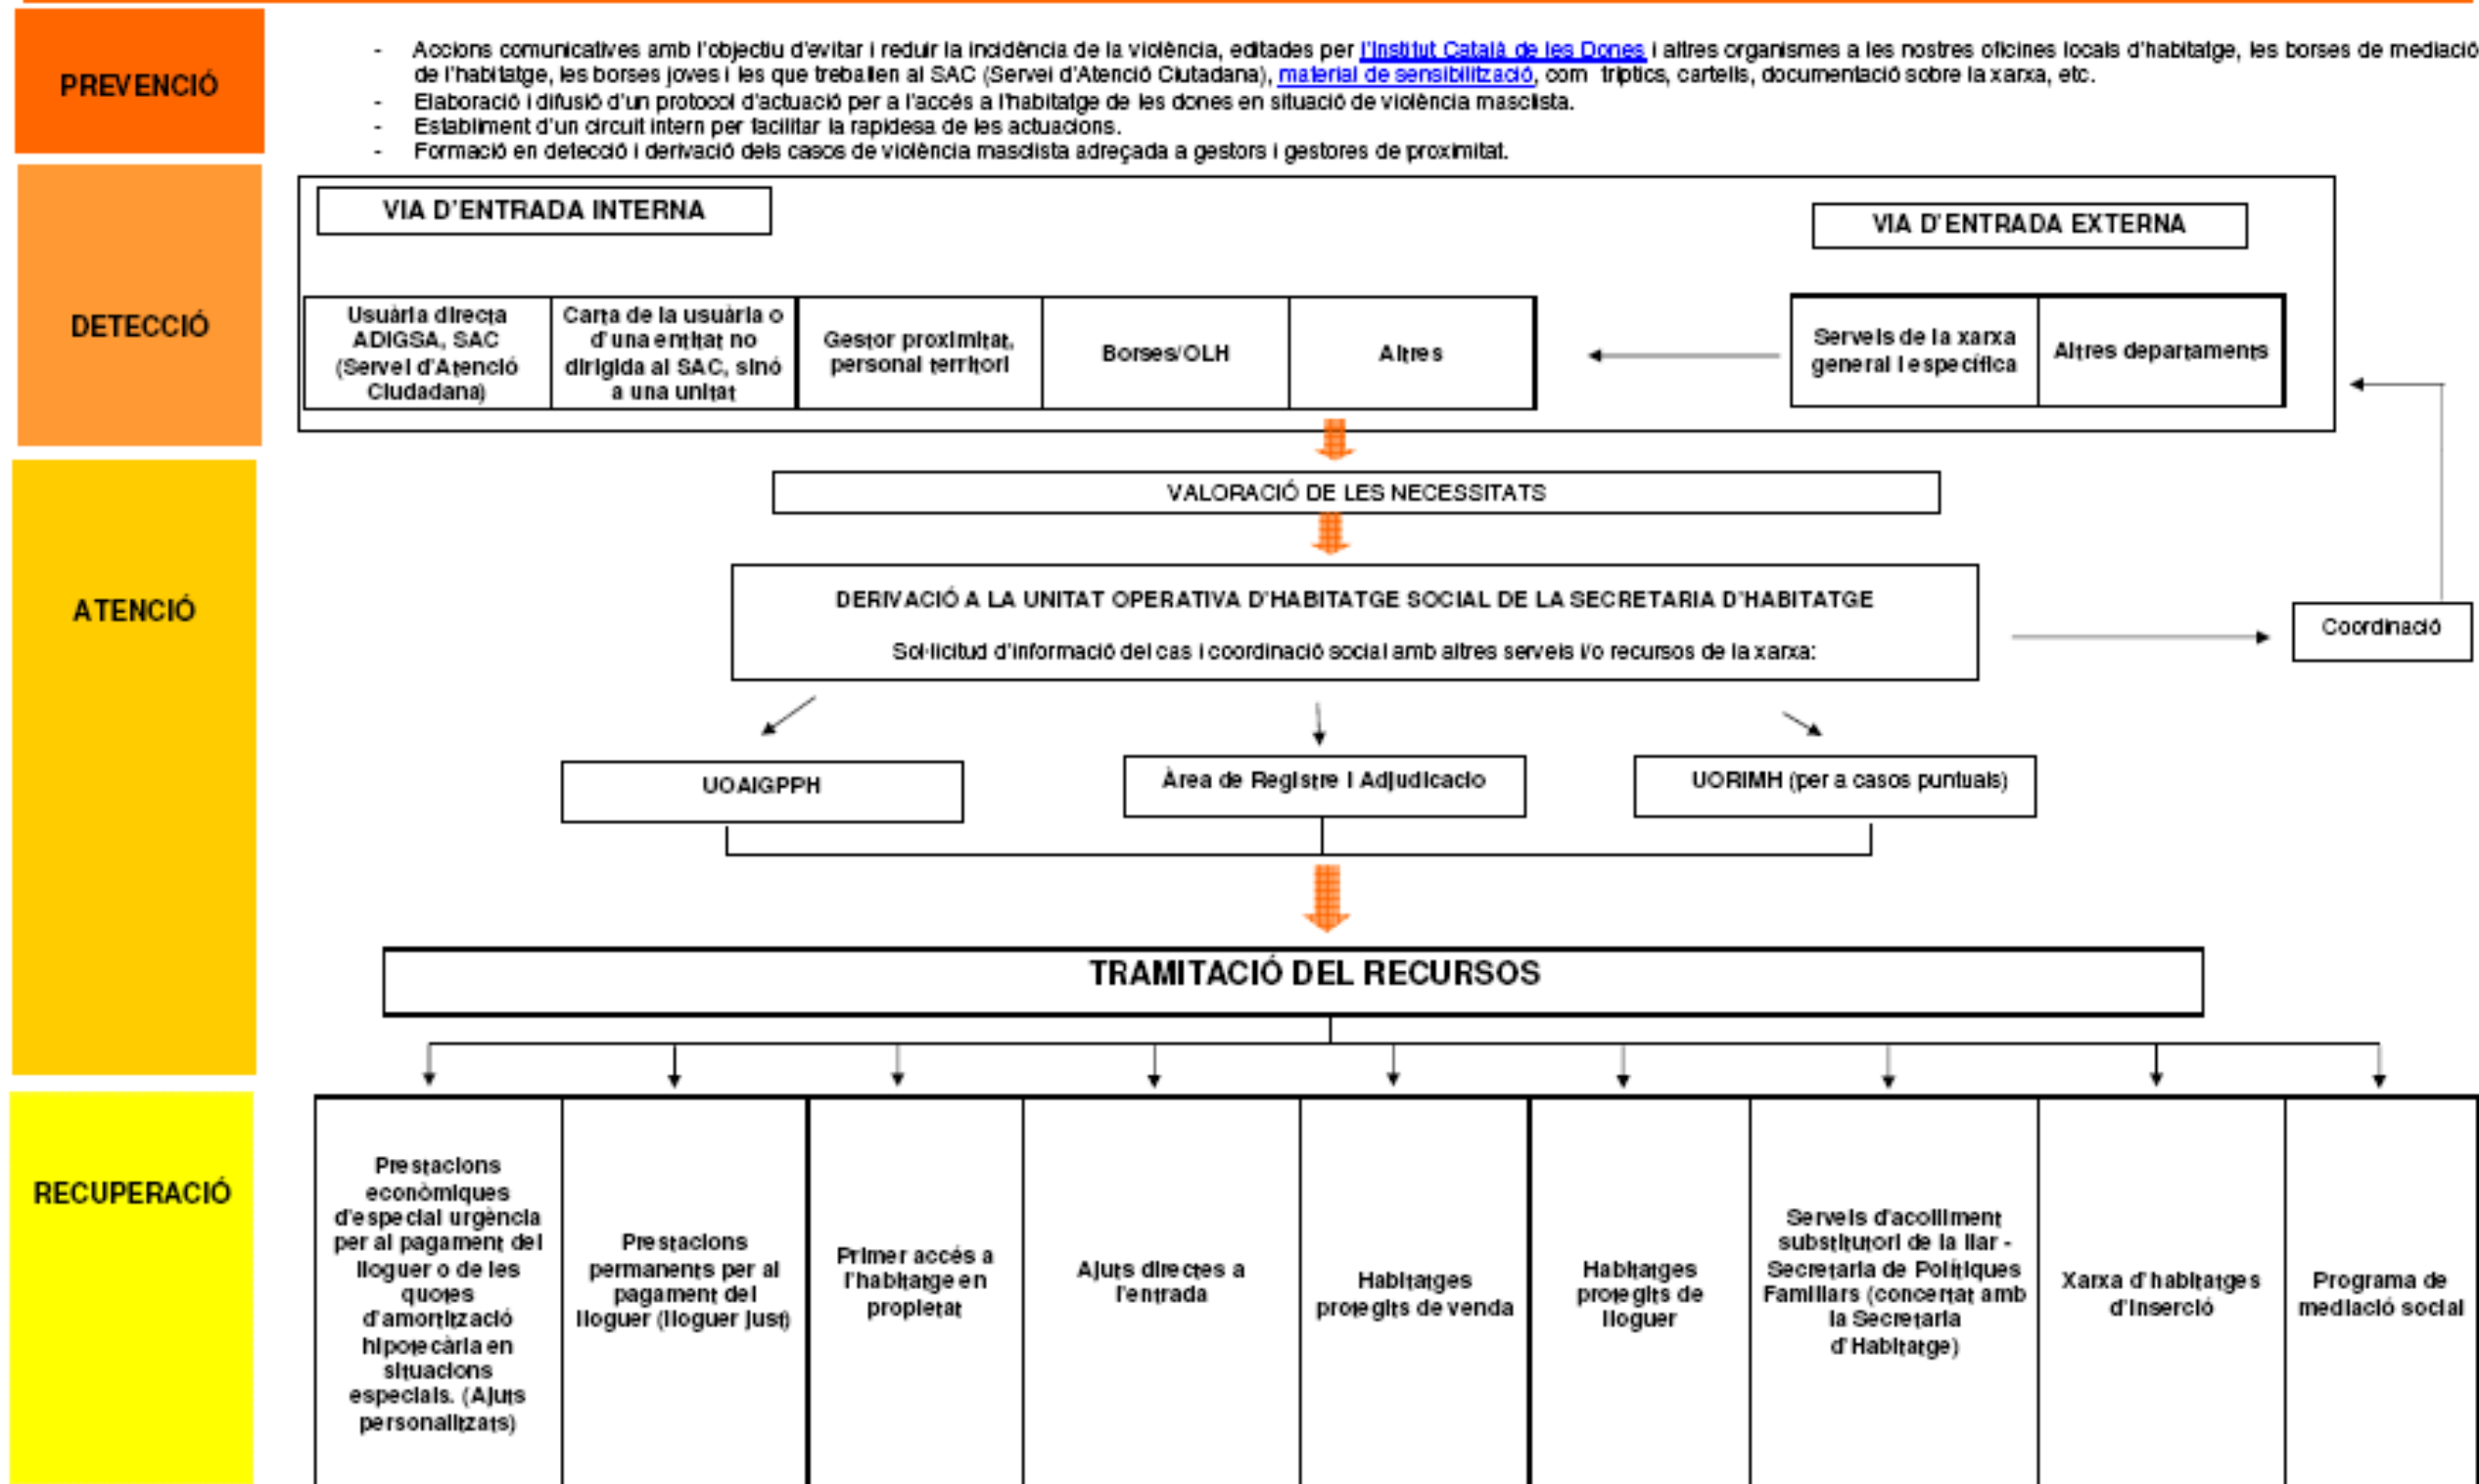 PREVENCIÓ
- Accions comunicatives amb l'objectiu d'evitar i reduir la incidència de la violència, editades per l'Institut Català de les Dones i altres organismes a les nostres oficines locals d'habitatge, les borses de mediació
de l'habitatge, les borses joves i les que treballen al SAC (Servei d'Atenció Ciutadana), material de sensibilització, com tríptics, cartells, documentació sobre la xarxa, etc.
- Elaboració i difusió d'un protocol d'actuació per a l'accés a l'habitatge de les dones en situació de violència masclista.
- Establiment d'un circuit intern per facilitar la rapidesa de les actuacions.
- Formació en detecció i derivació dels casos de violència masclista adreçada a gestors i gestores de proximitat.
DETECCIÓ
VIA D'ENTRADA INTERNA
VIA D'ENTRADA EXTERNA
Usuària directa
ADIGSA, SAC
(Servei d'Atenció
Ciudadana)
Carta de la usuària o
d'una entitat no
dirigida al SAC, sinó
a una unitat
Gestor proximitat,
personal territori
Borses/OLH
Altres
Serveis de la xarxa
general i específica
Altres departaments
ATENCIÓ
VALORACIÓ DE LES NECESSITATS
DERIVACIÓ A LA UNITAT OPERATIVA D'HABITATGE SOCIAL DE LA SECRETARIA D'HABITATGE
Sol·licitud d'informació del cas i coordinació social amb altres serveis i/o recursos de la xarxa:
Coordinació
UOAIGPPH
Àrea de Registre i Adjudicacio
UORIMH (per a casos puntuals)
TRAMITACIÓ DEL RECURSOS
RECUPERACIÓ
Prestacions
econòmiques
d'especial urgència
per al pagament del
lloguer o de les
quotes
d'amortització
hipotecària en
situacions
especials. (Ajuts
personalitzats)
Prestacions
permanents per al
pagament del
lloguer (lloguer just)
Primer accés a
l'habitatge en
propietat
Ajuts directes a
l'entrada
Habitatges
protegits de venda
Habitatges
protegits de
lloguer
Serveis d'acolliment
substitutori de la llar -
Secretaria de Polítiques
Familiars (concertat amb
la Secretaria
d'Habitatge)
Xarxa d'habitatges
d'inserció
Programa de
mediació social